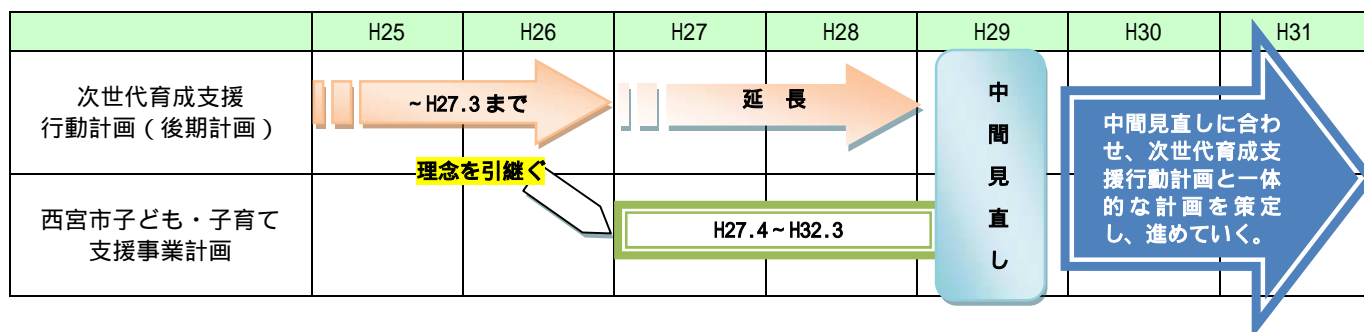 H25 H26 H27 H28 H29 H30 H31
次世代育成支援
行動計画（後期計画）
～H27.3 まで
延　長
理念を引継ぐ
西宮市子ども・子育て
支援事業計画
H27.4～H32.3
中
間
見
直
し
中間見直しに合わ
せ、次世代育成支
援行動計画と一体
的な計画を策定
し、進めていく。